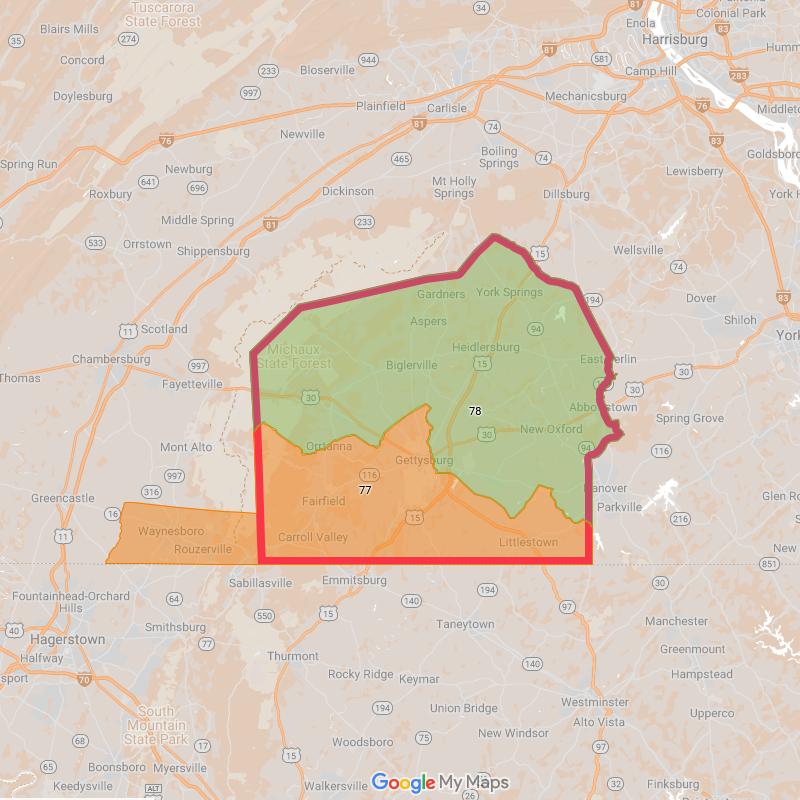 Tuscarora
State Forest
Blairs Mills
274
35
Concord
Doylesburg
34
81
Enola
Colonial Park
Harrisburg
Bloserville
944
233
997
581
Camp Hill
283
Plainfield
Carlisle
Mechanicsburg
76
Middleto
81
74
83
76
Newville
Boiling
Springs
74
465
Spring Run
Newburg
641
696
Roxbury
Dickinson
Mt Holly
Springs
Dillsburg
Lewisberry
Goldsboro
York H
Middle Spring
81
233
533
Orrstown
Shippensburg
15
Wellsville
74
Gardners
York Springs
194
Dover
83
Aspers
94
Shiloh
York
11
Scotland
Michaux
State Forest
Heidlersburg
Biglerville
15
East Berlin
Chambersburg
997
Thomas
Fayetteville
30
30
30
Abbottstown
78
Spring Grove
30
New Oxford
Mont Alto
Orrtanna
94
116
Gettysburg
997
116
77
Hanover
Glen Ro
Greencastle
316
Fairfield
Parkville
16
15
216
11
Waynesboro
Rouzerville
Carroll Valley
Littlestown
New
851
Sabillasville
Emmitsburg
30
Fountainhead-Orchard
Hills
64
194
140
97
550
15
Smithsburg
Taneytown
Manchester
40
Hagerstown
77
Halfway
Greenmount
Thurmont
140
sport
70
Rocky Ridge
Keymar
Hampstead
194
Union Bridge
Westminster
South
Mountain
State Park
Alto Vista
Upperco
68
17
Woodsboro
75
New Windsor
97
15
65
Boonsboro
Myersville
Keedysville
ALT
Walkersville
Google My Maps
26
32
Finksburg